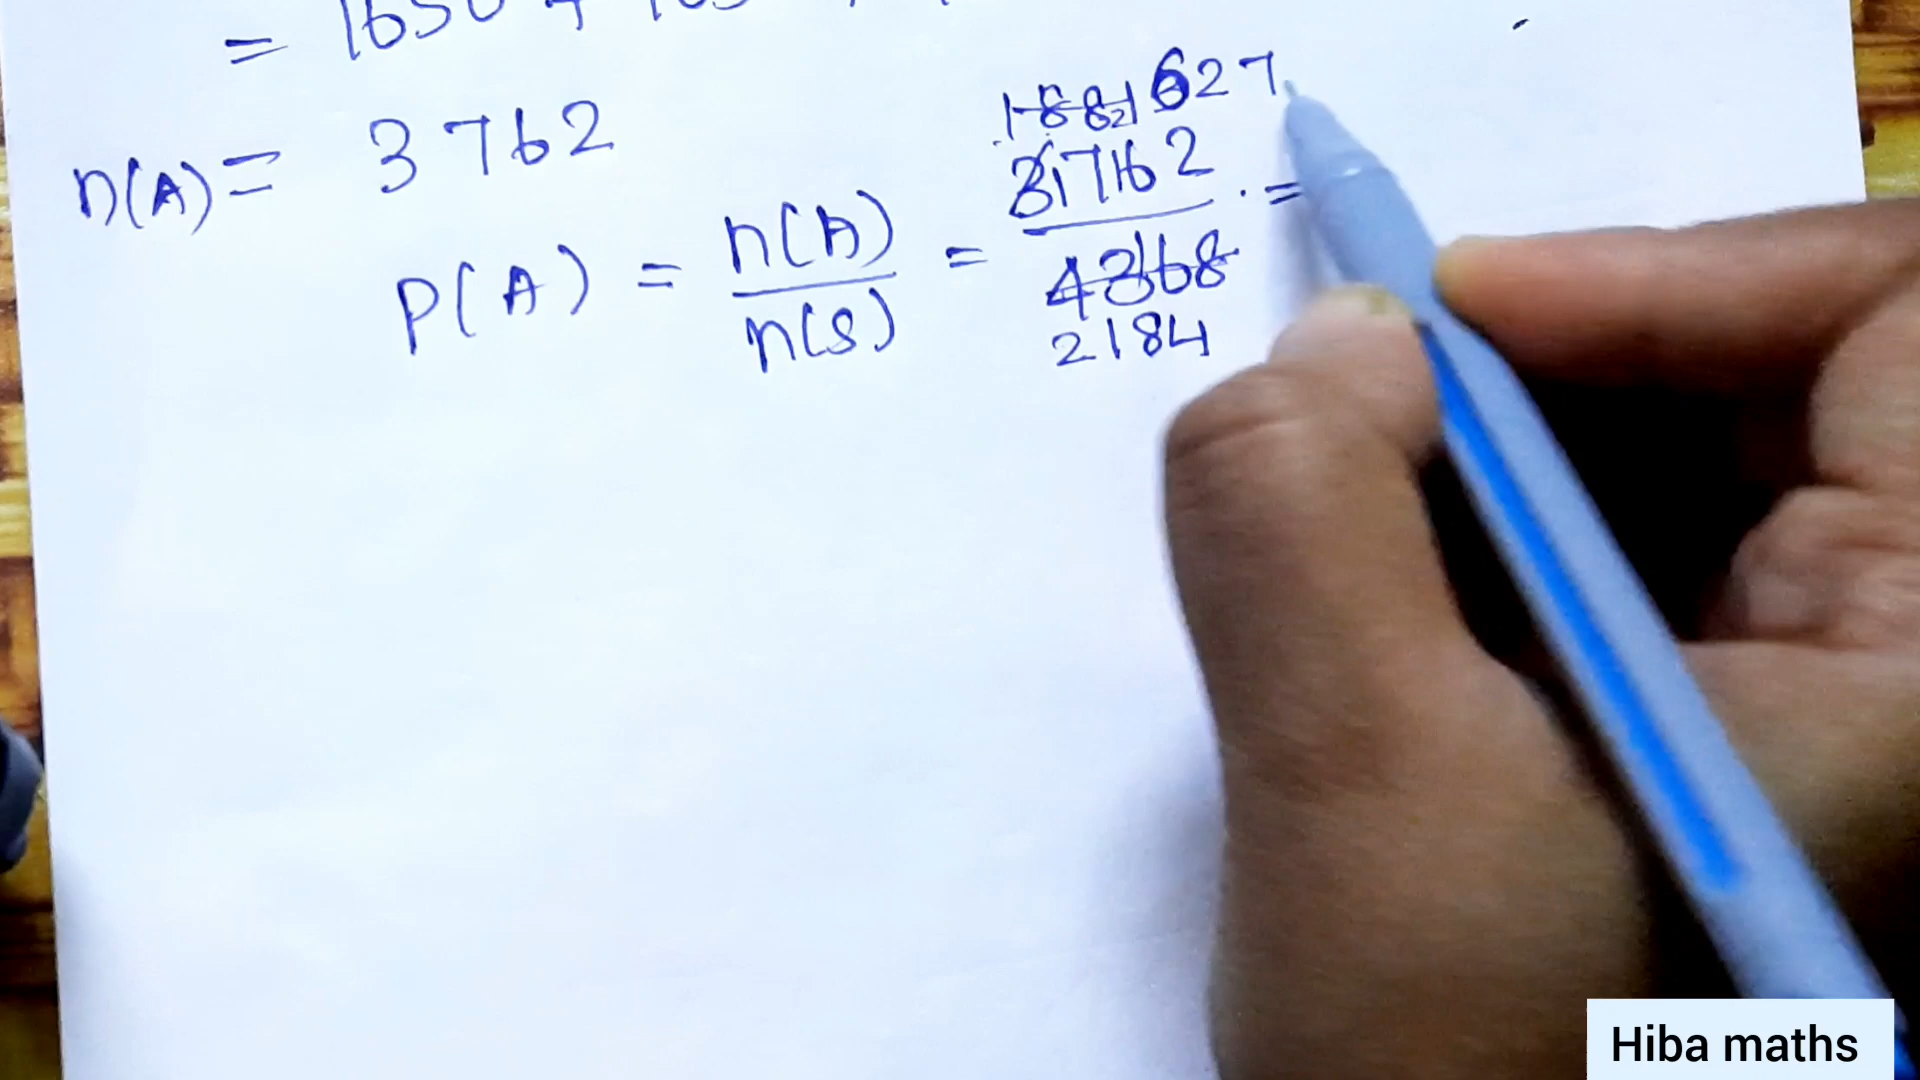 = 1650 +
n(A) = 3762
1881 627
P(A) = n(A)/n(S) = 3762/4368 . =
2184
Hiba maths